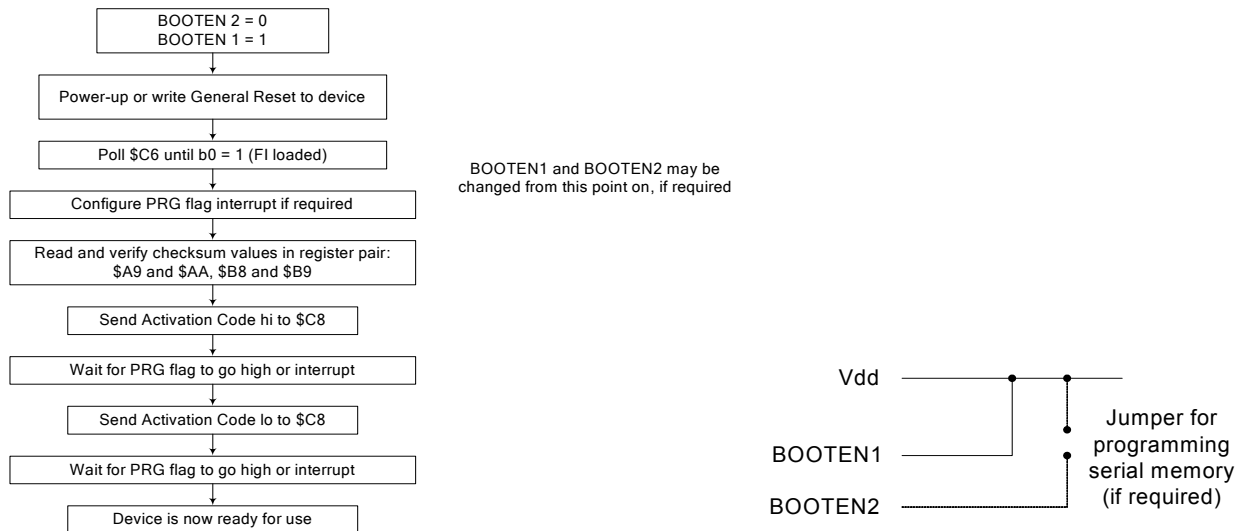 BOOTEN 2 = 0
BOOTEN 1 = 1
Power-up or write General Reset to device
Poll $C6 until b0 = 1 (FI loaded)
BOOTEN1 and BOOTEN2 may be
changed from this point on, if required
Configure PRG flag interrupt if required
Read and verify checksum values in register pair:
$A9 and $AA, $B8 and $B9
Send Activation Code hi to $C8
Wait for PRG flag to go high or interrupt
Send Activation Code lo to $C8
Wait for PRG flag to go high or interrupt
Device is now ready for use
Vdd
BOOTEN1
BOOTEN2
Jumper for
programming
serial memory
(if required)